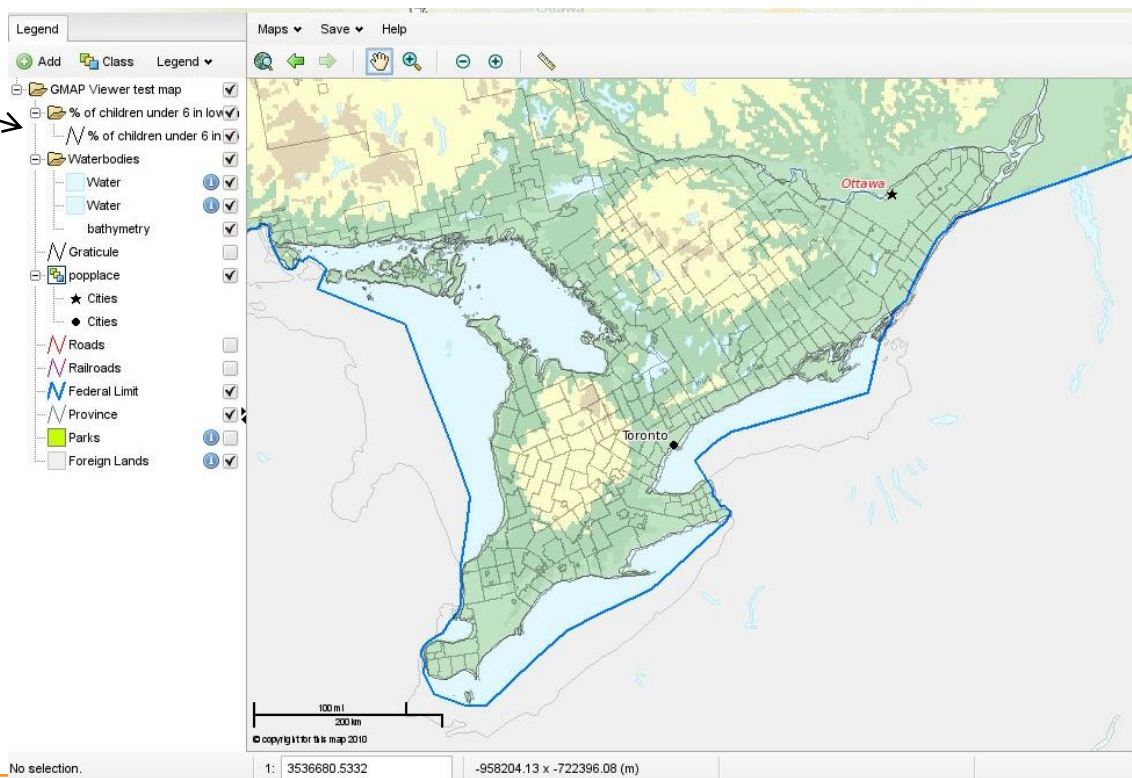 Legend
Maps Save Help
Add Class Legend
GMAP Viewer test map
% of children under 6 in low
% of children under 6 in
Waterbodies
Water
Water
bathymetry
Graticule
popplace
Cities
Cities
Roads
Railroads
Federal Limit
Province
Parks
Foreign Lands
Ottawa
Ottawa
Toronto
100 mi
200 km
© copyright for this map 2010
No selection. 1: 3536680.5332 -958204.13 x -722396.08 (m)